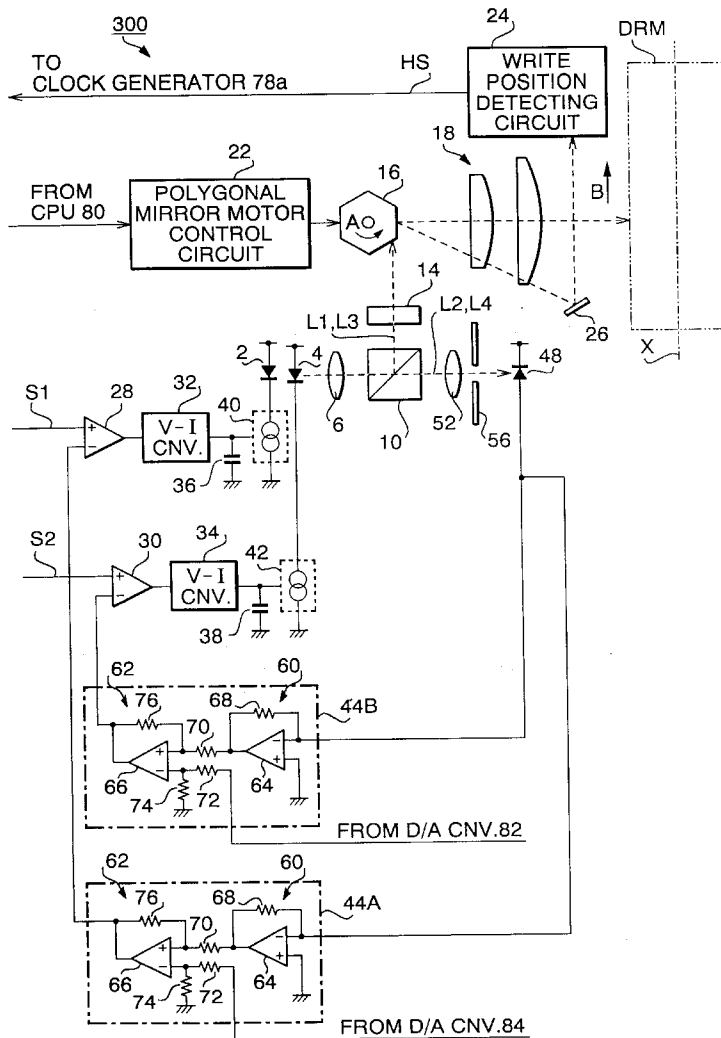 300
TO
CLOCK GENERATOR 78a
HS
24
WRITE
POSITION
DETECTING
CIRCUIT
DRM
22
FROM
CPU 80
POLYGONAL
MIRROR MOTOR
CONTROL
CIRCUIT
16
A
18
B
14
L1,L3
L2,L4
26
X
2
4
48
6
10
52
56
S1
28
32
V-I
CNV.
40
36
S2
30
34
V-I
CNV.
42
38
62
60
44B
76
68
70
66
64
74
72
FROM D/A CNV.82
62
60
44A
76
68
70
66
64
74
72
FROM D/A CNV.84